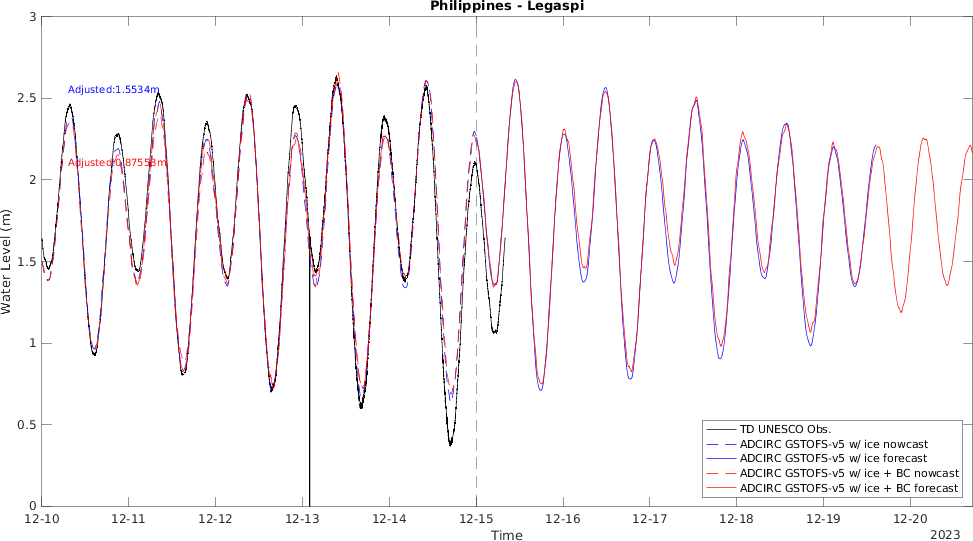 Philippines - Legaspi
3
2.5
2
1.5
1
0.5
0
Water Level (m)
Adjusted:1.5534m
Adjusted:0.87553m
TD UNESCO Obs.
ADCIRC GSTOFS-v5 w/ ice nowcast
ADCIRC GSTOFS-v5 w/ ice forecast
ADCIRC GSTOFS-v5 w/ ice + BC nowcast
ADCIRC GSTOFS-v5 w/ ice + BC forecast
12-10 12-11 12-12 12-13 12-14 12-15 12-16 12-17 12-18 12-19 12-20
Time
2023